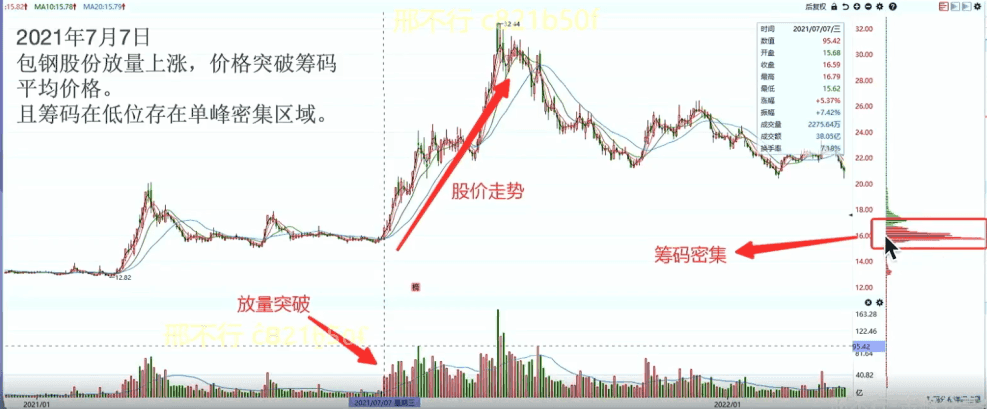 :15.82↑ MA10:15.78↑ MA20:15.79↑
后复权
邢不行 c821b50f
2021年7月7日
包钢股份放量上涨，价格突破筹码
平均价格。
且筹码在低位存在单峰密集区域。
时间 2021/07/07/三
数值 95.42
开盘 15.68
收盘 16.59
最高 16.79
最低 15.62
涨幅 +5.37%
振幅 +7.42%
成交量 2275.64万
成交额 38.05亿
换手率 7.18%
32.00
30.00
28.00
26.00
24.00
22.00
20.00
18.00
16.00
14.00
12.00
股价走势
筹码密集
12.82
放量突破
邢不行 c821b50f
163.28
122.46
95.42
81.64
40.82
亿
2021/01
2021/07/07 星期三
2022/01